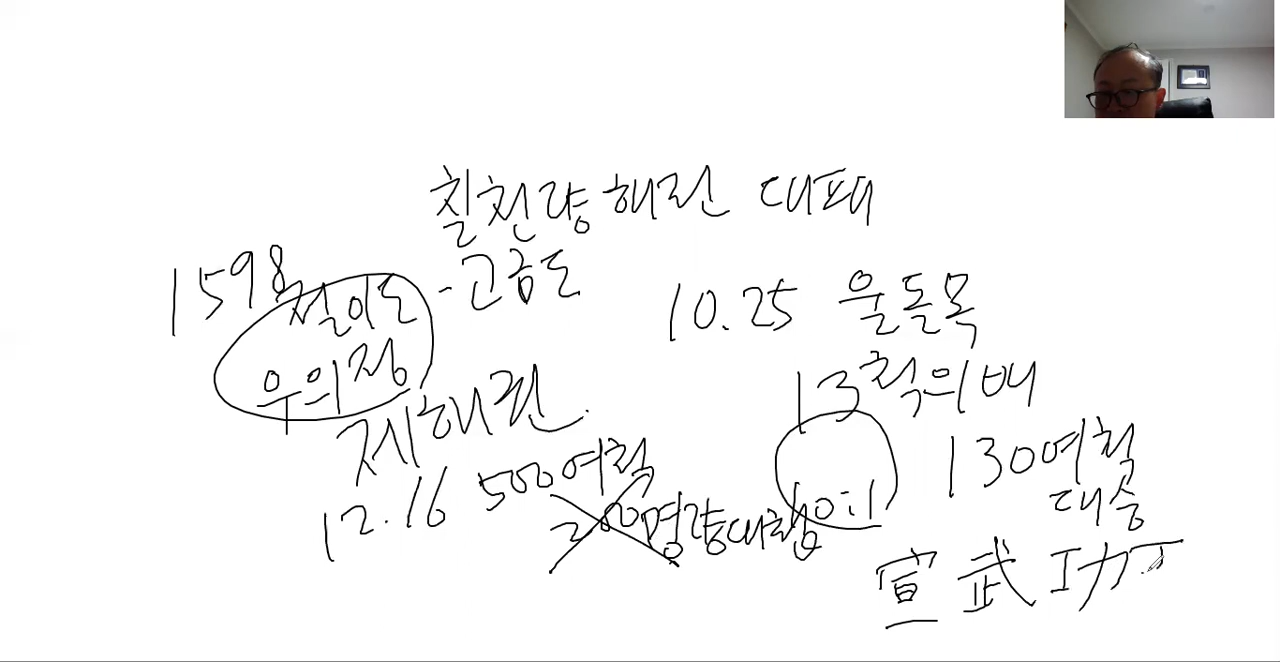 칠천량해전 대패
1598
절이도 - 고금도
우의정
제해권
12.16 500여척
200
10.25 울돌목
13척의 배
130여척
대승
명량대첩
10:1
宣武功